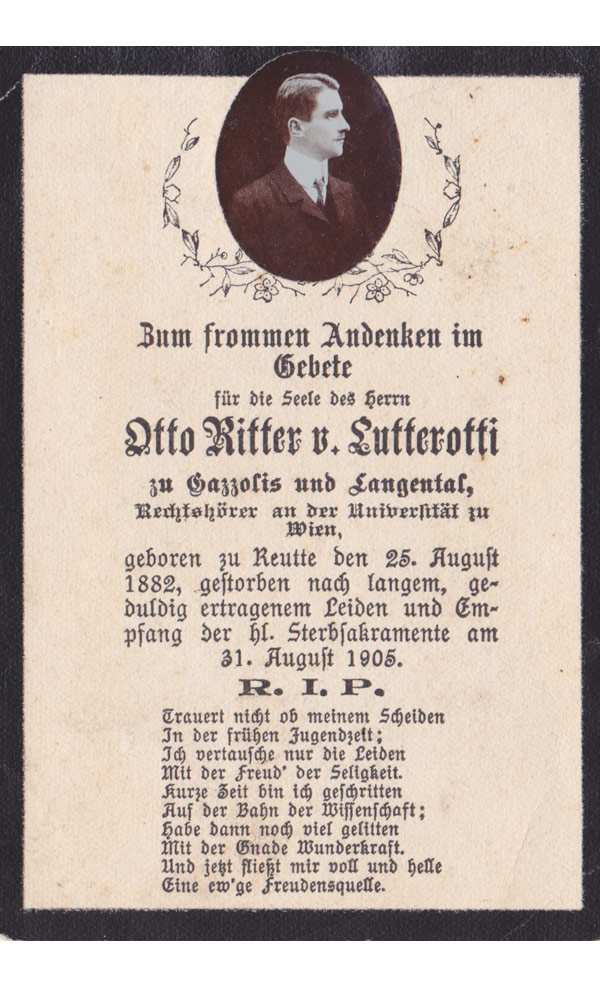 Zum frommen Andenken im
Gebete
für die Seele des Herrn
Otto Ritter v. Lutterotti
zu Gazzolis und Langental,
Rechtshörer an der Universität zu
Wien,
geboren zu Reutte den 25. August
1882, gestorben nach langem, ge-
duldig ertragenem Leiden und Em-
pfang der hl. Sterbsakramente am
31. August 1905.
R. I. P.
Trauert nicht ob meinem Scheiden
In der frühen Jugendzeit;
Ich vertausche nur die Leiden
Mit der Freud' der Seligkeit.
Kurze Zeit bin ich geschritten
Auf der Bahn der Wissenschaft;
Habe dann noch viel gelitten
Mit der Gnade Wunderkraft.
Und jetzt fließt mir voll und helle
Eine ew'ge Freudensquelle.